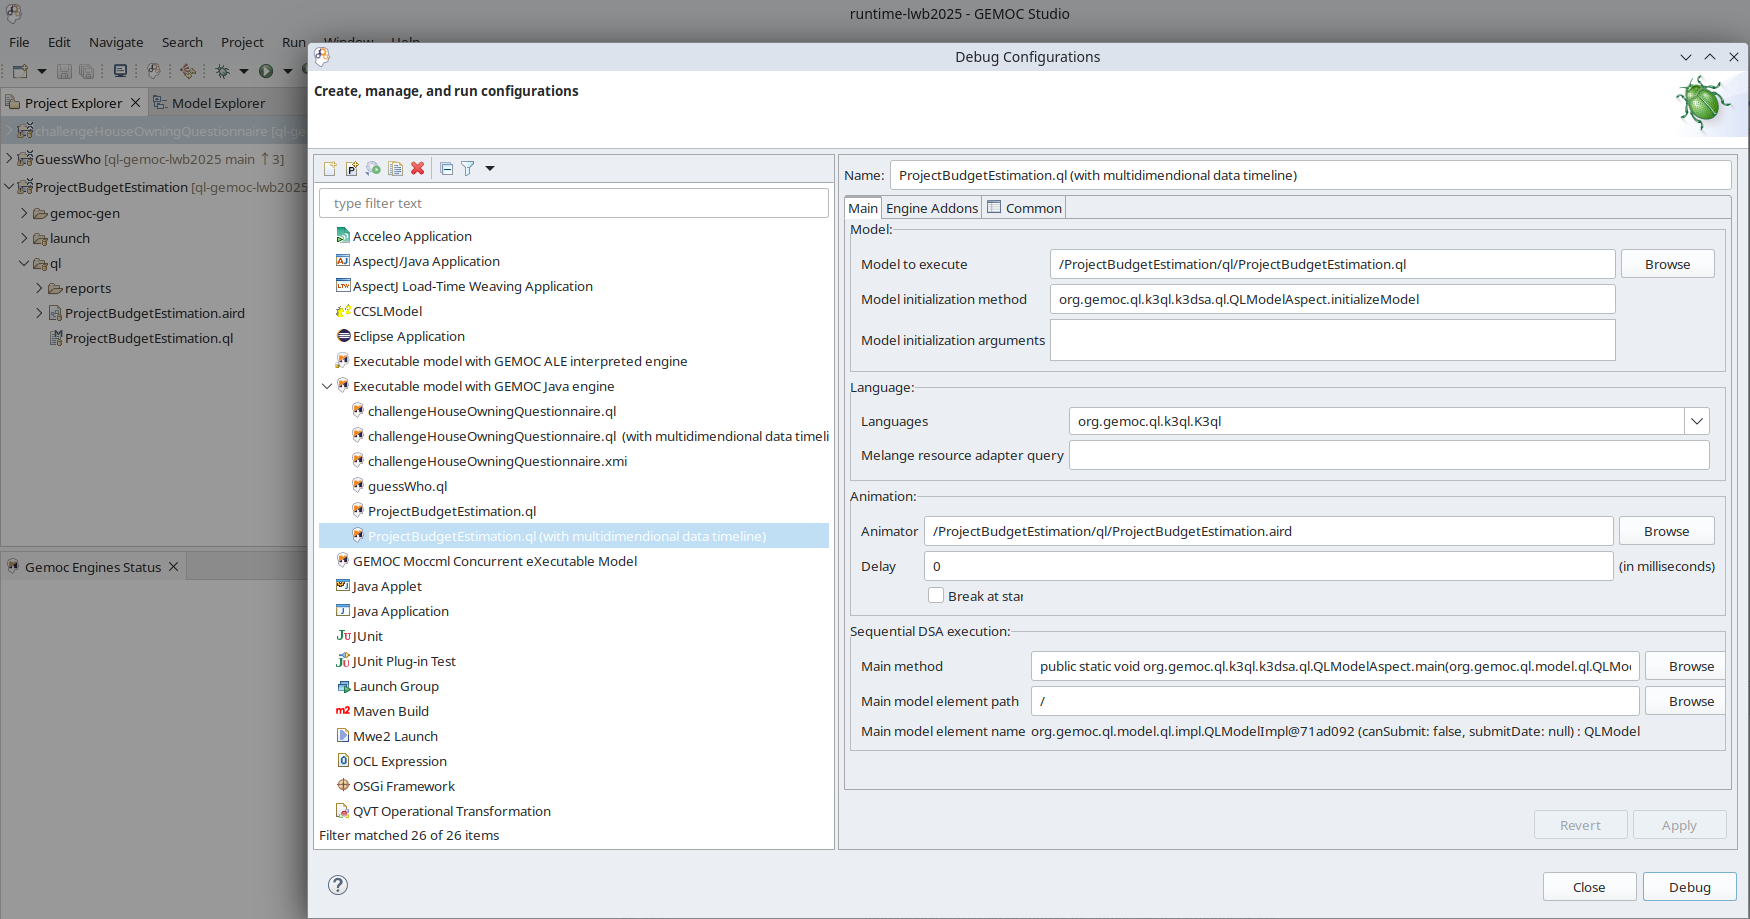 runtime-lwb2025 - GEMOC Studio
File Edit Navigate Search Project Run Window Help
Project Explorer
Model Explorer
challengeHouseOwningQuestionnaire [ql-ge
GuessWho [ql-gemoc-lwb2025 main ↑3]
ProjectBudgetEstimation [ql-gemoc-lwb2025
gemoc-gen
launch
ql
reports
ProjectBudgetEstimation.aird
ProjectBudgetEstimation.ql
Gemoc Engines Status
Debug Configurations
Create, manage, and run configurations
type filter text
Acceleo Application
AspectJ/Java Application
AspectJ Load-Time Weaving Application
CCSLModel
Eclipse Application
Executable model with GEMOC ALE interpreted engine
Executable model with GEMOC Java engine
challengeHouseOwningQuestionnaire.ql
challengeHouseOwningQuestionnaire.ql (with multidimendional data timeli
challengeHouseOwningQuestionnaire.xmi
guessWho.ql
ProjectBudgetEstimation.ql
ProjectBudgetEstimation.ql (with multidimendional data timeline)
GEMOC Moccml Concurrent eXecutable Model
Java Applet
Java Application
JUnit
JUnit Plug-in Test
Launch Group
Maven Build
Mwe2 Launch
OCL Expression
OSGi Framework
QVT Operational Transformation
Filter matched 26 of 26 items
Name: ProjectBudgetEstimation.ql (with multidimendional data timeline)
Main Engine Addons Common
Model:
Model to execute /ProjectBudgetEstimation/ql/ProjectBudgetEstimation.ql Browse
Model initialization method org.gemoc.ql.k3ql.k3dsa.ql.QLModelAspect.initializeModel
Model initialization arguments
Language:
Languages org.gemoc.ql.k3ql.K3ql
Melange resource adapter query
Animation:
Animator /ProjectBudgetEstimation/ql/ProjectBudgetEstimation.aird Browse
Delay 0 (in milliseconds)
Break at star
Sequential DSA execution:
Main method public static void org.gemoc.ql.k3ql.k3dsa.ql.QLModelAspect.main(org.gemoc.ql.model.ql.QLMo Browse
Main model element path / Browse
Main model element name org.gemoc.ql.model.ql.impl.QLModelImpl@71ad092 (canSubmit: false, submitDate: null) : QLModel
Revert Apply
Close Debug